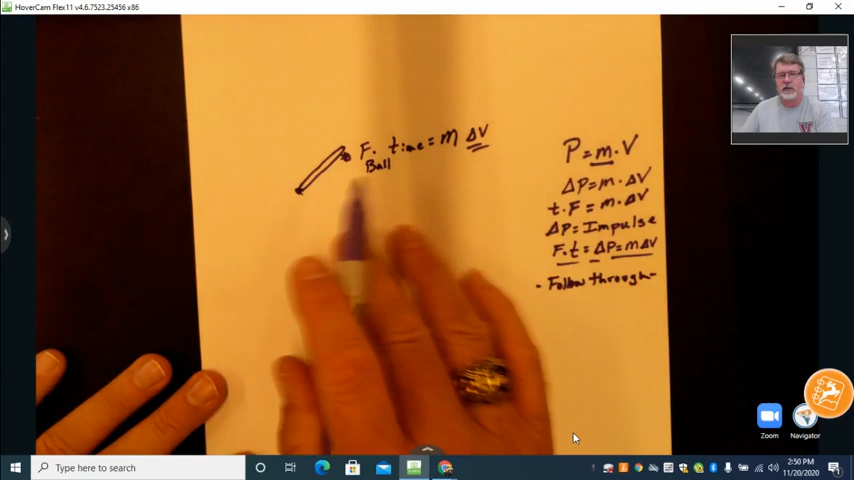 HoverCam Flex11 v4.6.7523.25456 x86
F. time = m ΔV
Ball
P = m · V
ΔP = m · ΔV
t · F = m · ΔV
ΔP = Impulse
F. t = ΔP = m ΔV
- Follow through -
Zoom
Navigator
Type here to search
2:50 PM
11/20/2020